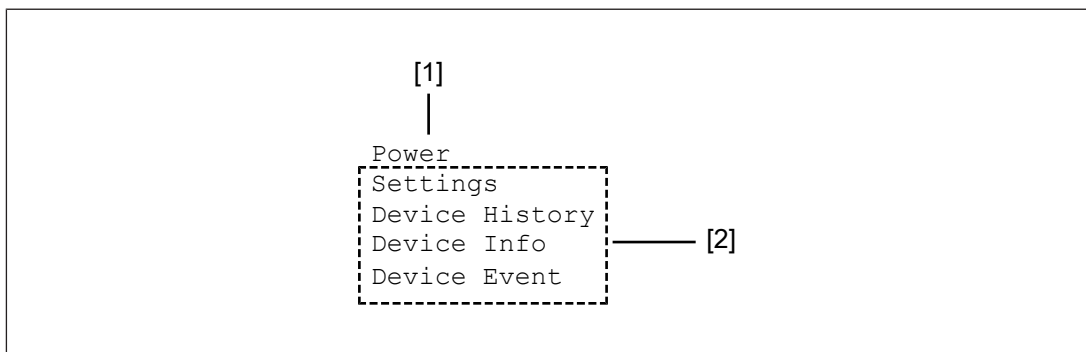 [1]
Power
Settings
Device History
Device Info [2]
Device Event